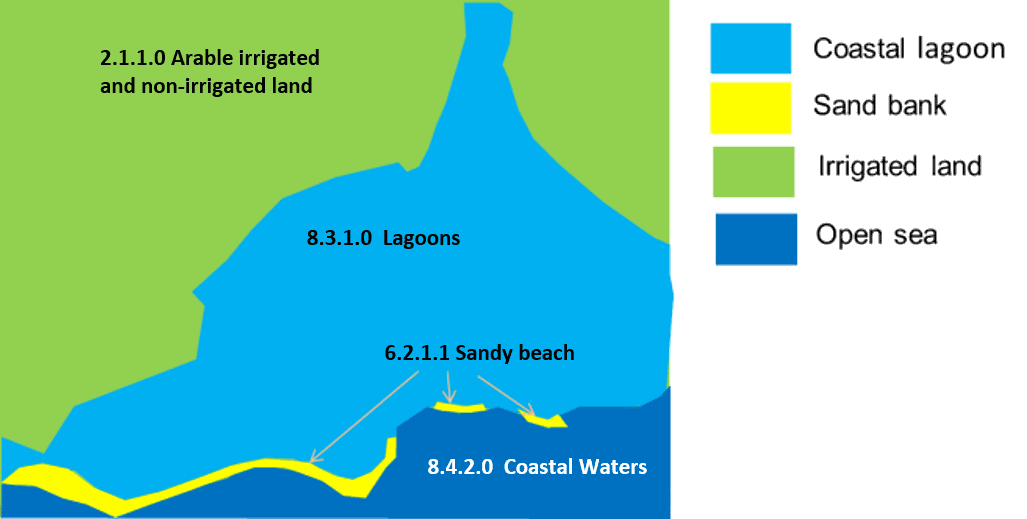 2.1.1.0 Arable irrigated
and non-irrigated land
8.3.1.0 Lagoons
6.2.1.1 Sandy beach
8.4.2.0 Coastal Waters
Coastal lagoon
Sand bank
Irrigated land
Open sea